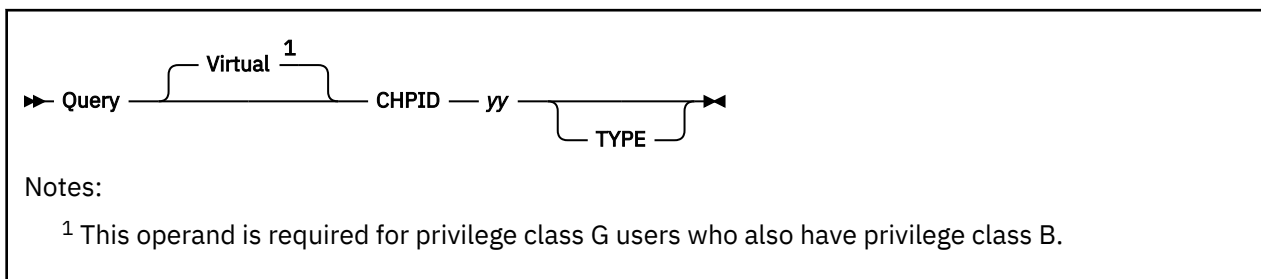 Virtual 1
Query CHPID yy
TYPE
Notes:
1 This operand is required for privilege class G users who also have privilege class B.